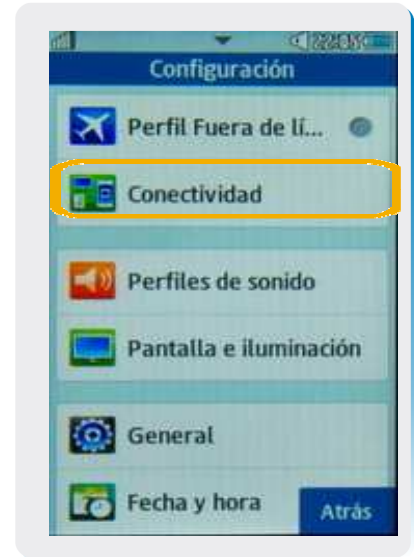 Configuración
Perfil Fuera de lí...
Conectividad
Perfiles de sonido
Pantalla e iluminación
General
Fecha y hora
Atrás